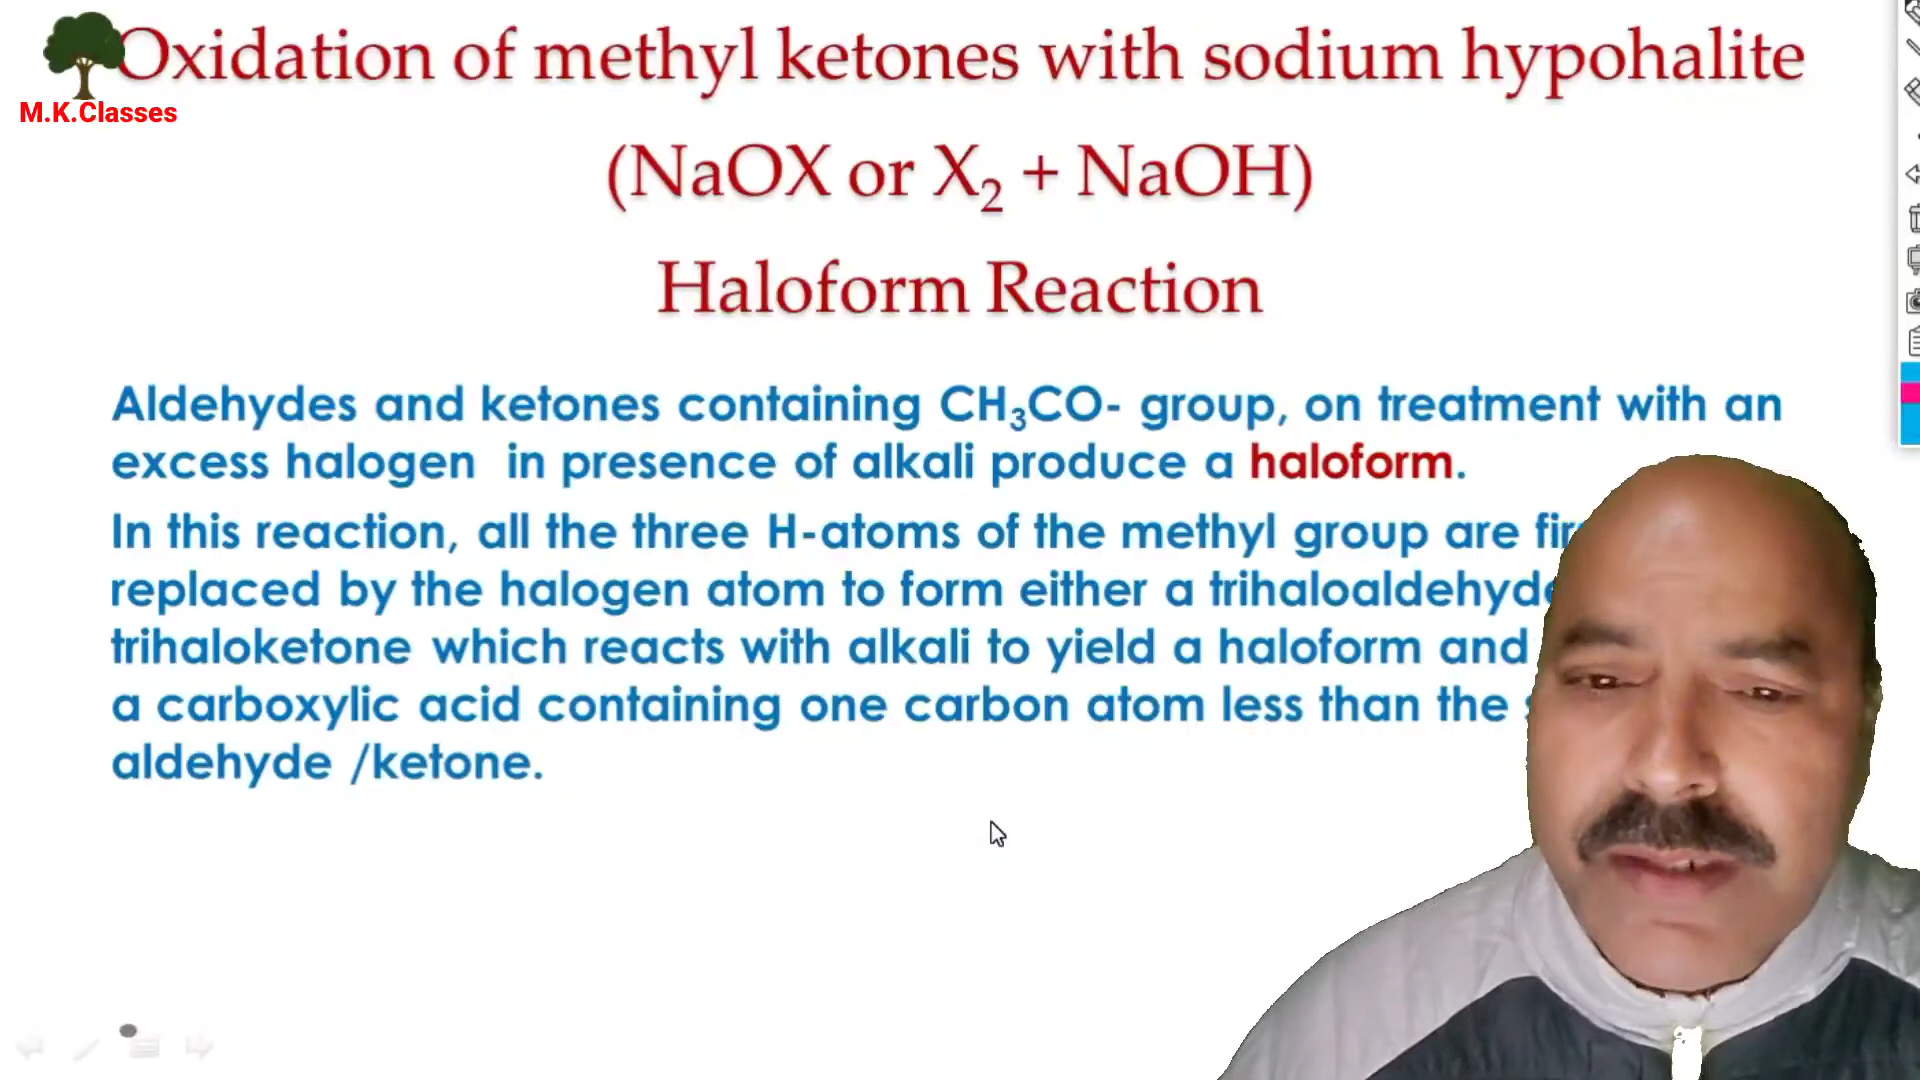 Oxidation of methyl ketones with sodium hypohalite
M.K.Classes
(NaOX or X₂ + NaOH)
Haloform Reaction
Aldehydes and ketones containing CH₃CO- group, on treatment with an
excess halogen in presence of alkali produce a haloform.
In this reaction, all the three H-atoms of the methyl group are
replaced by the halogen atom to form either a trihaloaldehyde
trihaloketone which reacts with alkali to yield a haloform and
a carboxylic acid containing one carbon atom less than the
aldehyde /ketone.